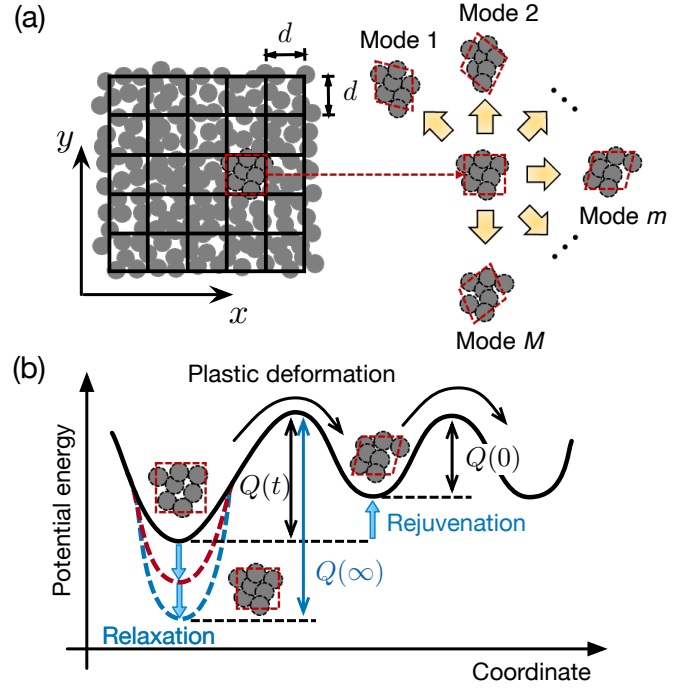 (a)
d
d
y
x
Mode 1
Mode 2
Mode m
Mode M
(b)
Plastic deformation
Potential energy
Q(t)
Q(0)
Rejuvenation
Q(∞)
Relaxation
Coordinate